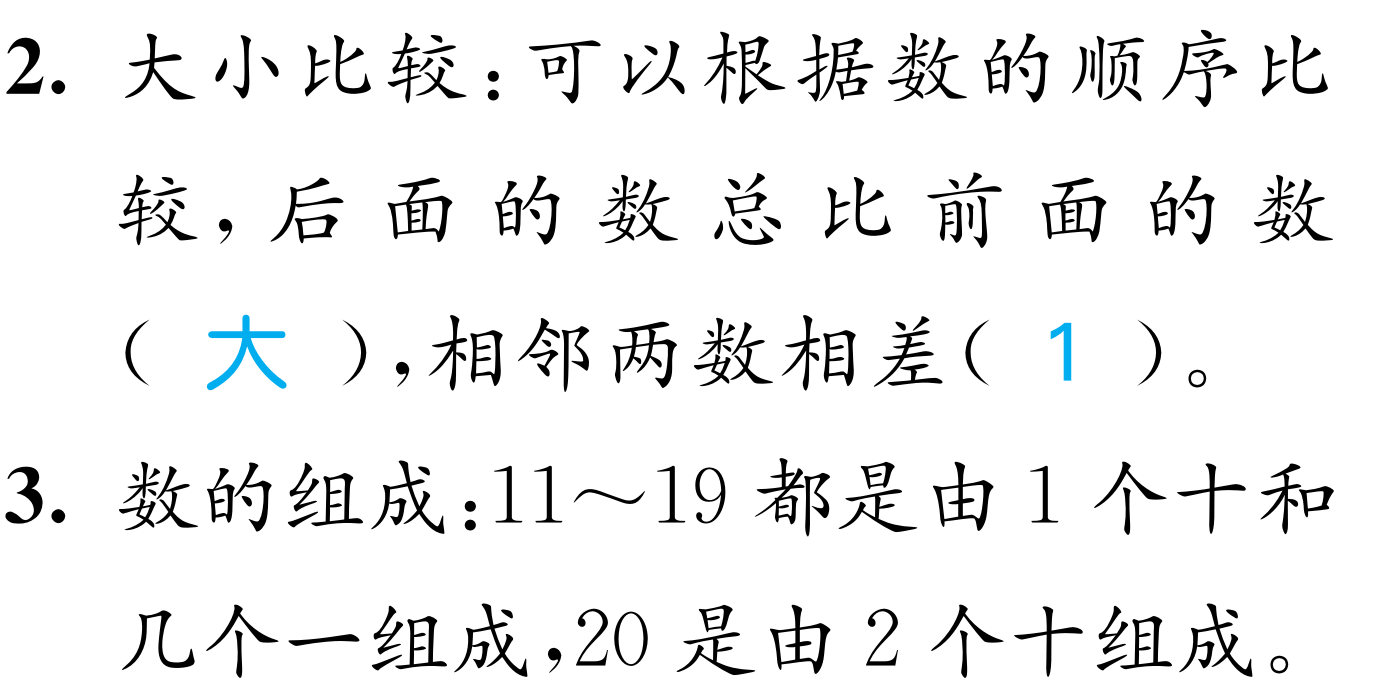 2. 大小比较:可以根据数的顺序比
较,后面的数总比前面的数
( 大 ),相邻两数相差( 1 )。
3. 数的组成:11～19 都是由 1 个十和
几个一组成,20 是由 2 个十组成。